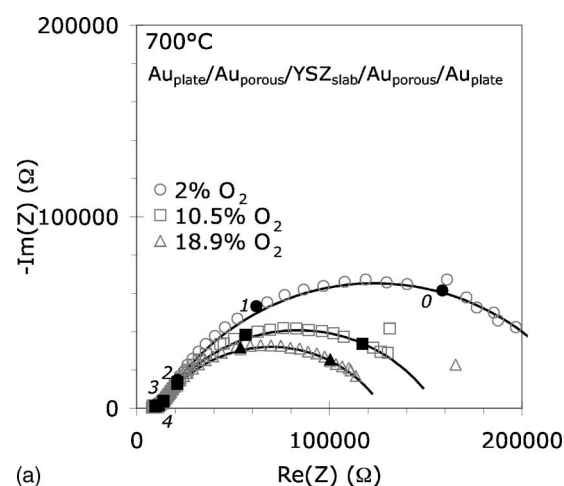 200000
700°C
Au_plate/Au_porous/YSZ_slab/Au_porous/Au_plate
-Im(Z) (Ω)
2% O₂
100000
10.5% O₂
18.9% O₂
1
0
2
3
4
0
0
100000
200000
(a)
Re(Z) (Ω)